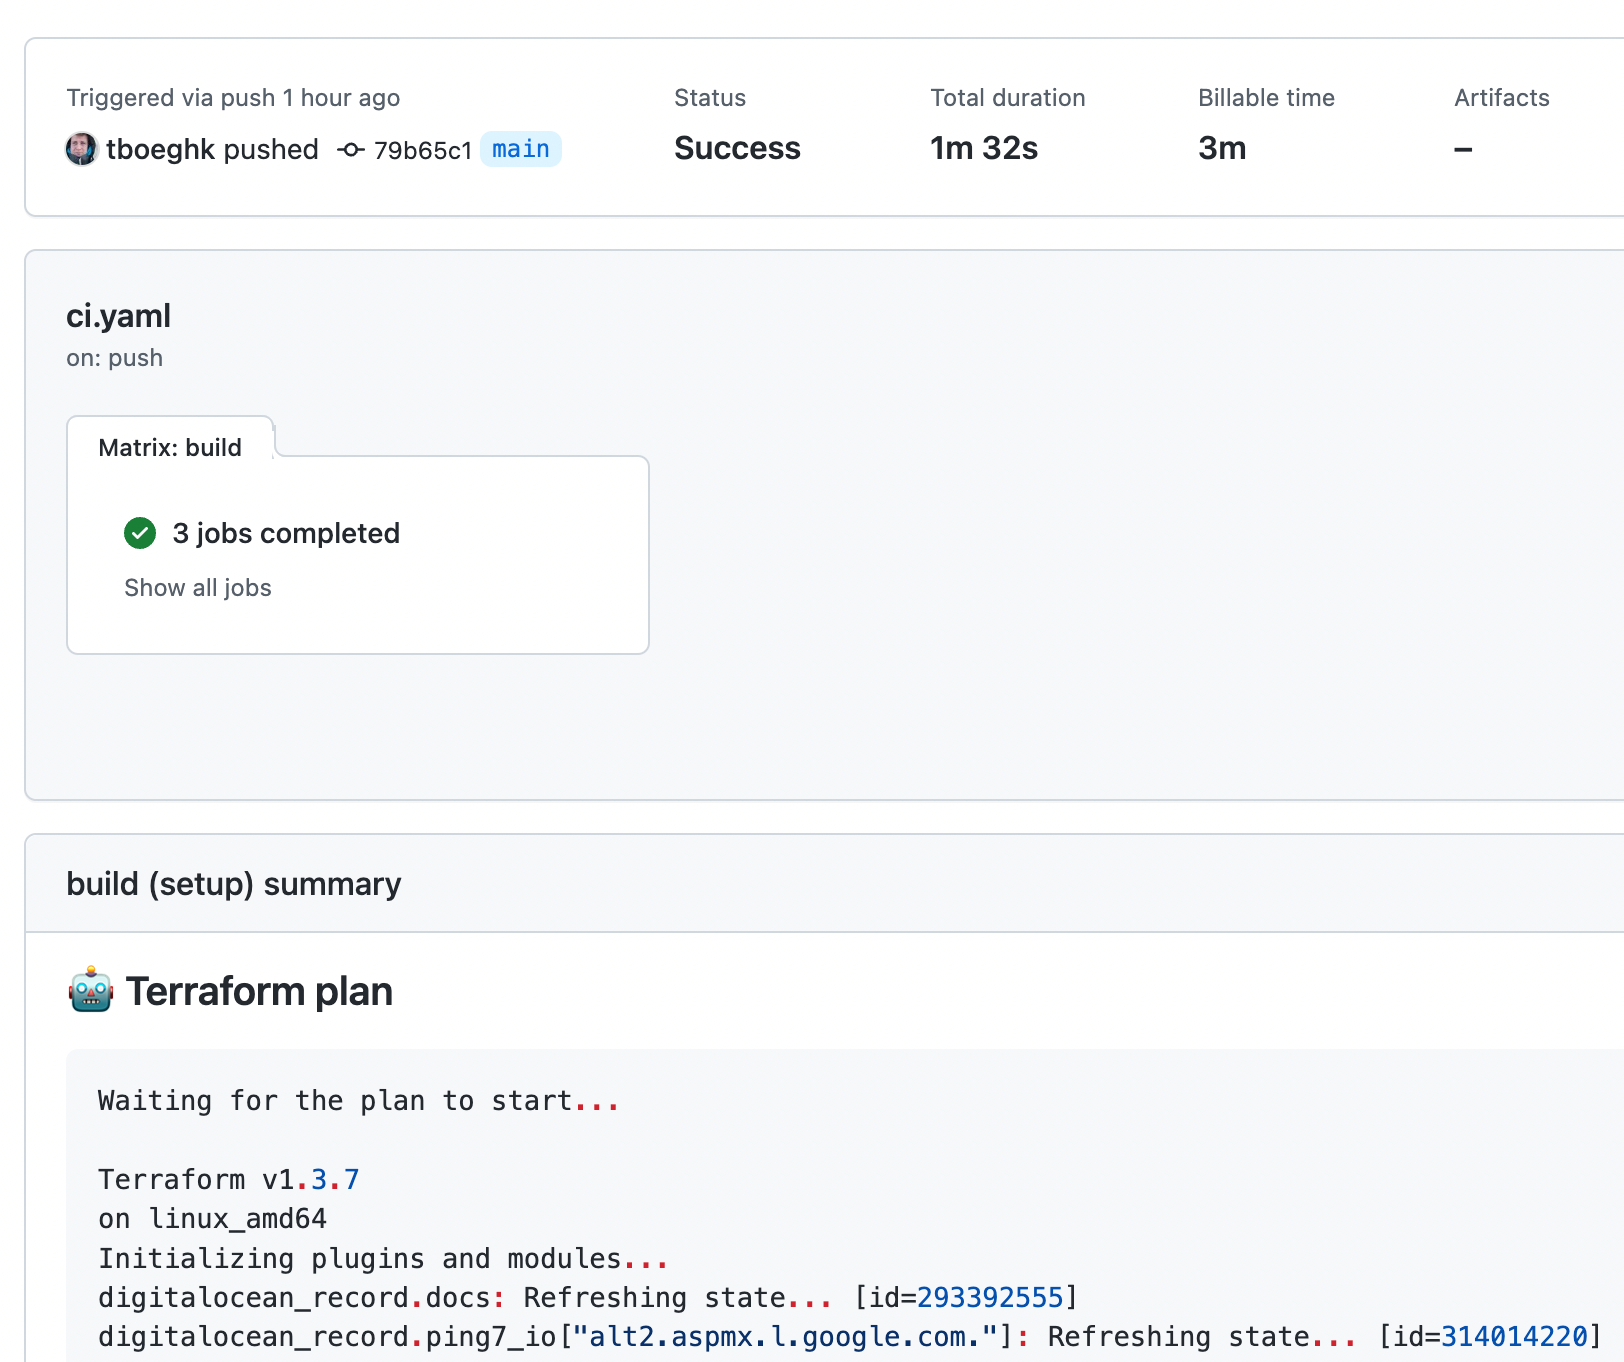 Triggered via push 1 hour ago
tboeghk pushed 79b65c1 main
Status
Success
Total duration
1m 32s
Billable time
3m
Artifacts
–
ci.yaml
on: push
Matrix: build
3 jobs completed
Show all jobs
build (setup) summary
🤖 Terraform plan
Waiting for the plan to start...
Terraform v1.3.7
on linux_amd64
Initializing plugins and modules...
digitalocean_record.docs: Refreshing state... [id=293392555]
digitalocean_record.ping7_io["alt2.aspmx.l.google.com."]: Refreshing state... [id=314014220]